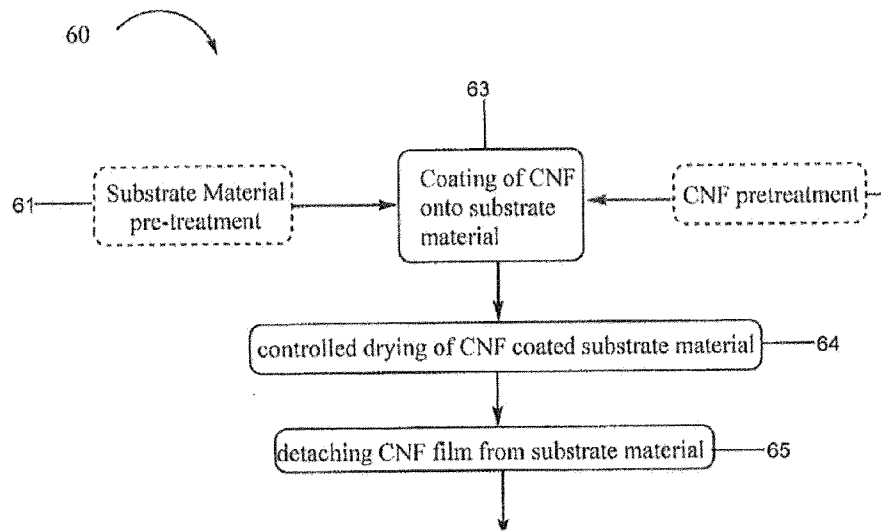 60
63
61
Substrate Material
pre-treatment
Coating of CNF
onto substrate
material
CNF pretreatment
controlled drying of CNF coated substrate material
64
detaching CNF film from substrate material
65